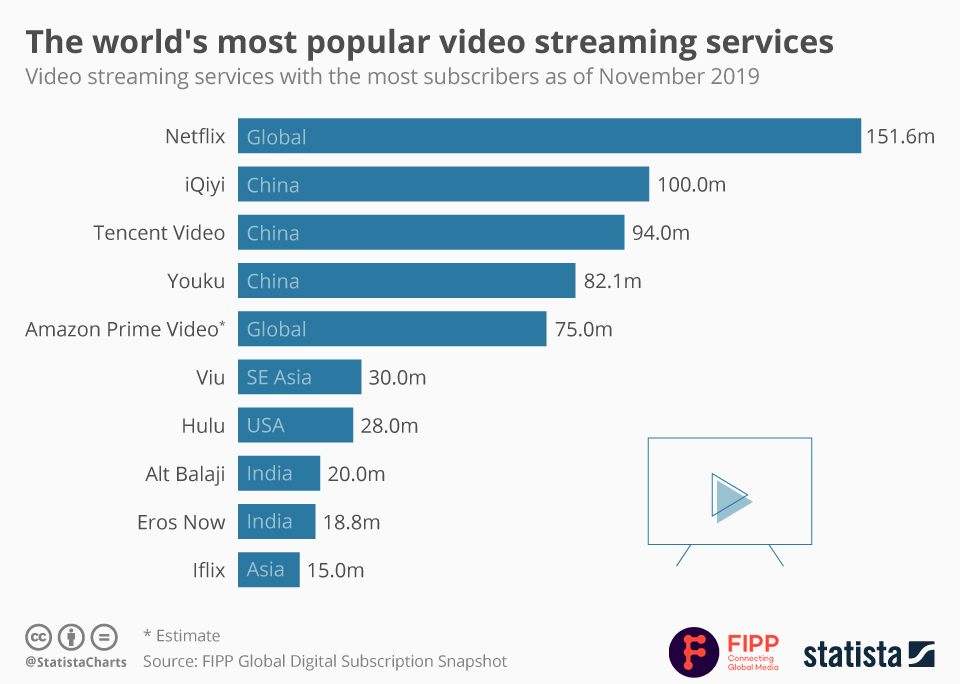 The world's most popular video streaming services
Video streaming services with the most subscribers as of November 2019
Netflix Global 151.6m
iQiyi China 100.0m
Tencent Video China 94.0m
Youku China 82.1m
Amazon Prime Video* Global 75.0m
Viu SE Asia 30.0m
Hulu USA 28.0m
Alt Balaji India 20.0m
Eros Now India 18.8m
Iflix Asia 15.0m
cc
@StatistaCharts
* Estimate
Source: FIPP Global Digital Subscription Snapshot
FIPP
Connecting
Global Media
statista